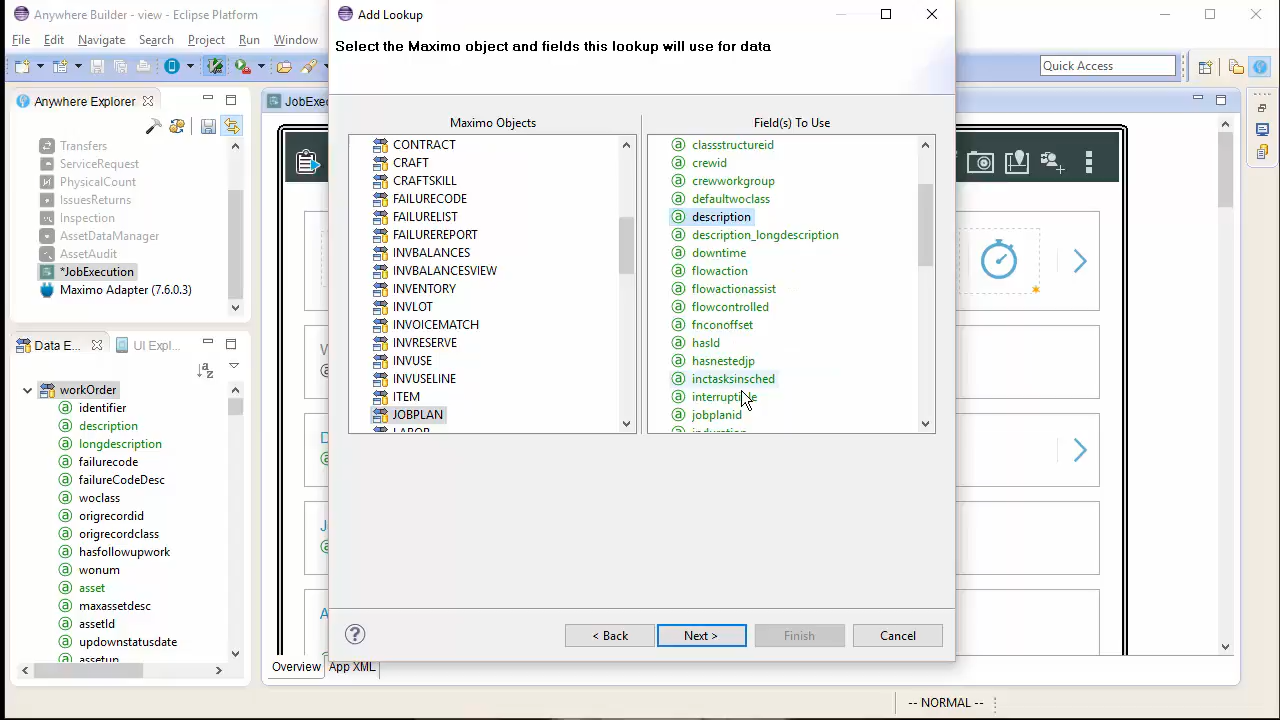 Anywhere Builder - view - Eclipse Platform
File Edit Navigate Search Project Run Window
Quick Access
Anywhere Explorer
Transfers
ServiceRequest
PhysicalCount
IssuesReturns
Inspection
AssetDataManager
AssetAudit
*JobExecution
Maximo Adapter (7.6.0.3)
Data E... UI Expl...
workOrder
identifier
description
longdescription
failurecode
failureCodeDesc
woclass
origrecordid
origrecordclass
hasfollowupwork
wonum
asset
maxassetdesc
assetId
updownstatusdate
assetup
JobExec
Overview App XML
-- NORMAL --
Add Lookup
Select the Maximo object and fields this lookup will use for data
Maximo Objects
CONTRACT
CRAFT
CRAFTSKILL
FAILURECODE
FAILURELIST
FAILUREREPORT
INVBALANCES
INVBALANCESVIEW
INVENTORY
INVLOT
INVOICEMATCH
INVRESERVE
INVUSE
INVUSELINE
ITEM
JOBPLAN
LABOR
Field(s) To Use
classstructureid
crewid
crewworkgroup
defaultwoclass
description
description_longdescription
downtime
flowaction
flowactionassist
flowcontrolled
fnconoffset
hasld
hasnestedjp
inctasksinsched
jobplanid
< Back Next > Finish Cancel